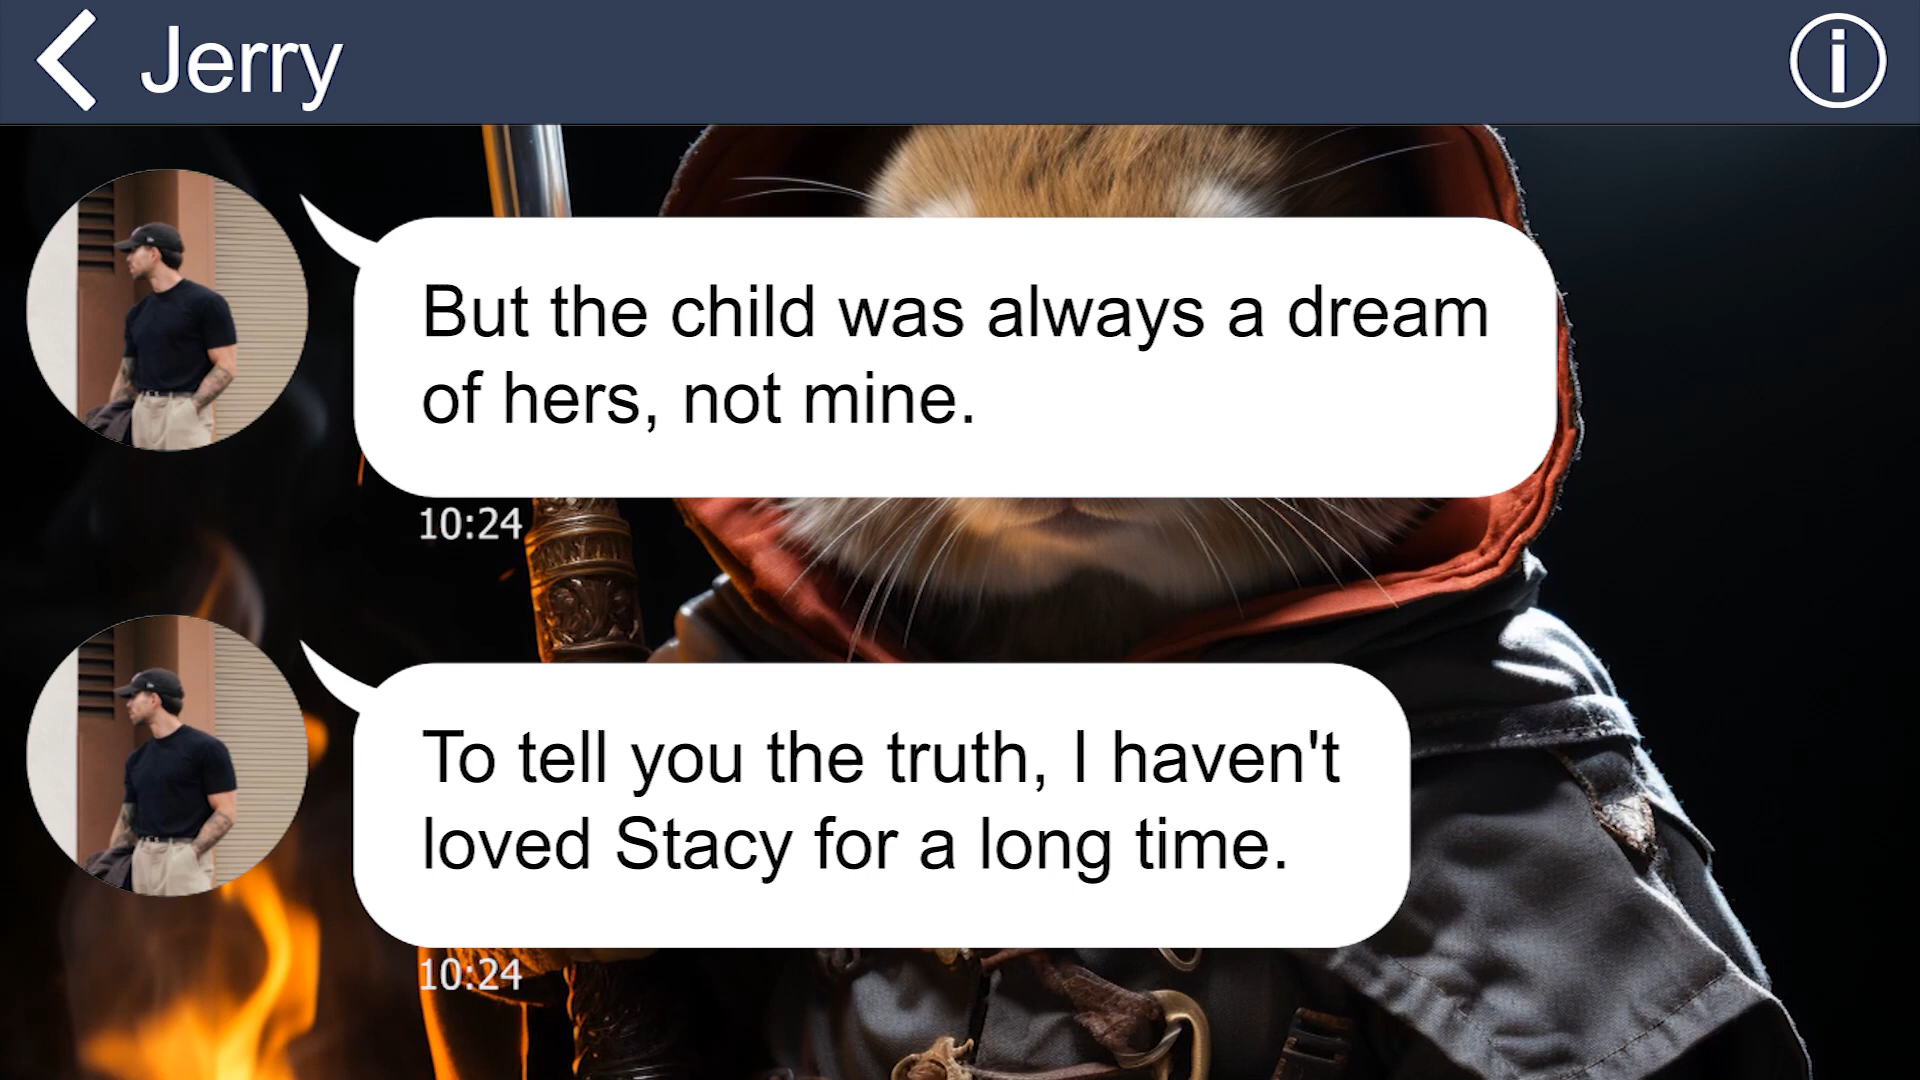 Jerry
But the child was always a dream
of hers, not mine.
10:24
To tell you the truth, I haven't
loved Stacy for a long time.
10:24